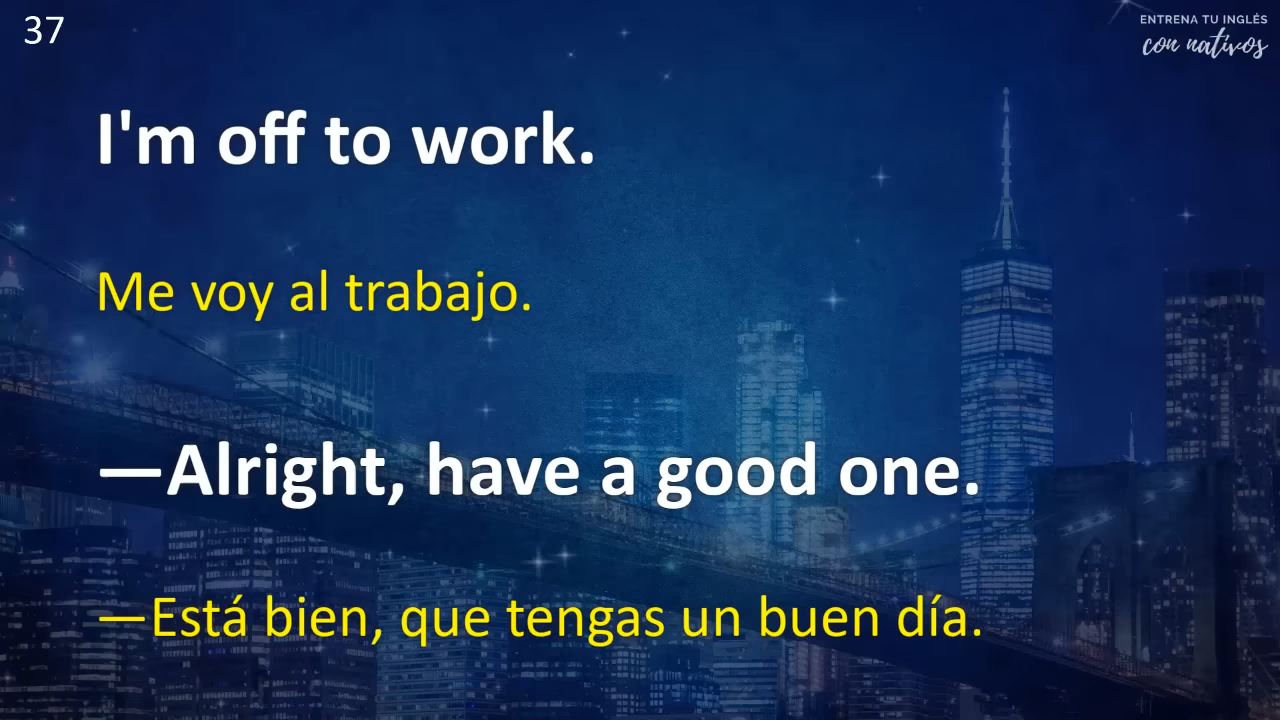 37
ENTRENA TU INGLÉS
con nativos
I'm off to work.
Me voy al trabajo.
—Alright, have a good one.
—Está bien, que tengas un buen día.